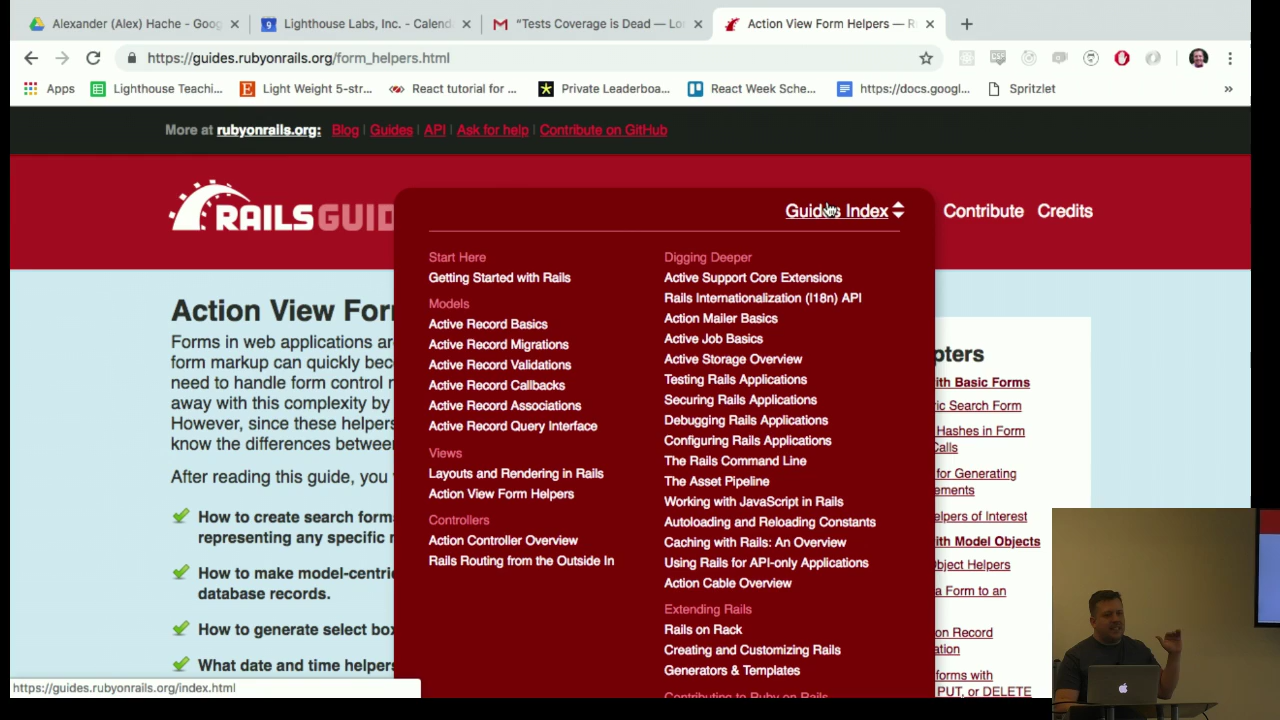 Alexander (Alex) Hache - Goog
Lighthouse Labs, Inc. - Calend
"Tests Coverage is Dead — Lo
Action View Form Helpers — R
https://guides.rubyonrails.org/form_helpers.html
Apps
Lighthouse Teachi...
Light Weight 5-str...
React tutorial for ...
Private Leaderboa...
React Week Sche...
https://docs.googl...
Spritzlet
»
More at rubyonrails.org: Blog | Guides | API | Ask for help | Contribute on GitHub
RAILSGUID
Guides Index
Contribute
Credits
Start Here
Getting Started with Rails
Models
Active Record Basics
Active Record Migrations
Active Record Validations
Active Record Callbacks
Active Record Associations
Active Record Query Interface
Views
Layouts and Rendering in Rails
Action View Form Helpers
Controllers
Action Controller Overview
Rails Routing from the Outside In
Digging Deeper
Active Support Core Extensions
Rails Internationalization (I18n) API
Action Mailer Basics
Active Job Basics
Active Storage Overview
Testing Rails Applications
Securing Rails Applications
Debugging Rails Applications
Configuring Rails Applications
The Rails Command Line
The Asset Pipeline
Working with JavaScript in Rails
Autoloading and Reloading Constants
Caching with Rails: An Overview
Using Rails for API-only Applications
Action Cable Overview
Extending Rails
Rails on Rack
Creating and Customizing Rails
Generators & Templates
Contributing to Ruby on Rails
Action View For
Forms in web applications ar
form markup can quickly bec
need to handle form control n
away with this complexity by
However, since these helpers
know the differences between
After reading this guide, you
How to create search form
representing any specific
How to make model-centri
database records.
How to generate select box
What date and time helpers
pters
with Basic Forms
ric Search Form
Hashes in Form
Calls
for Generating
ements
elpers of Interest
with Model Objects
Object Helpers
a Form to an
on Record
ation
forms with
PUT, or DELETE
https://guides.rubyonrails.org/index.html